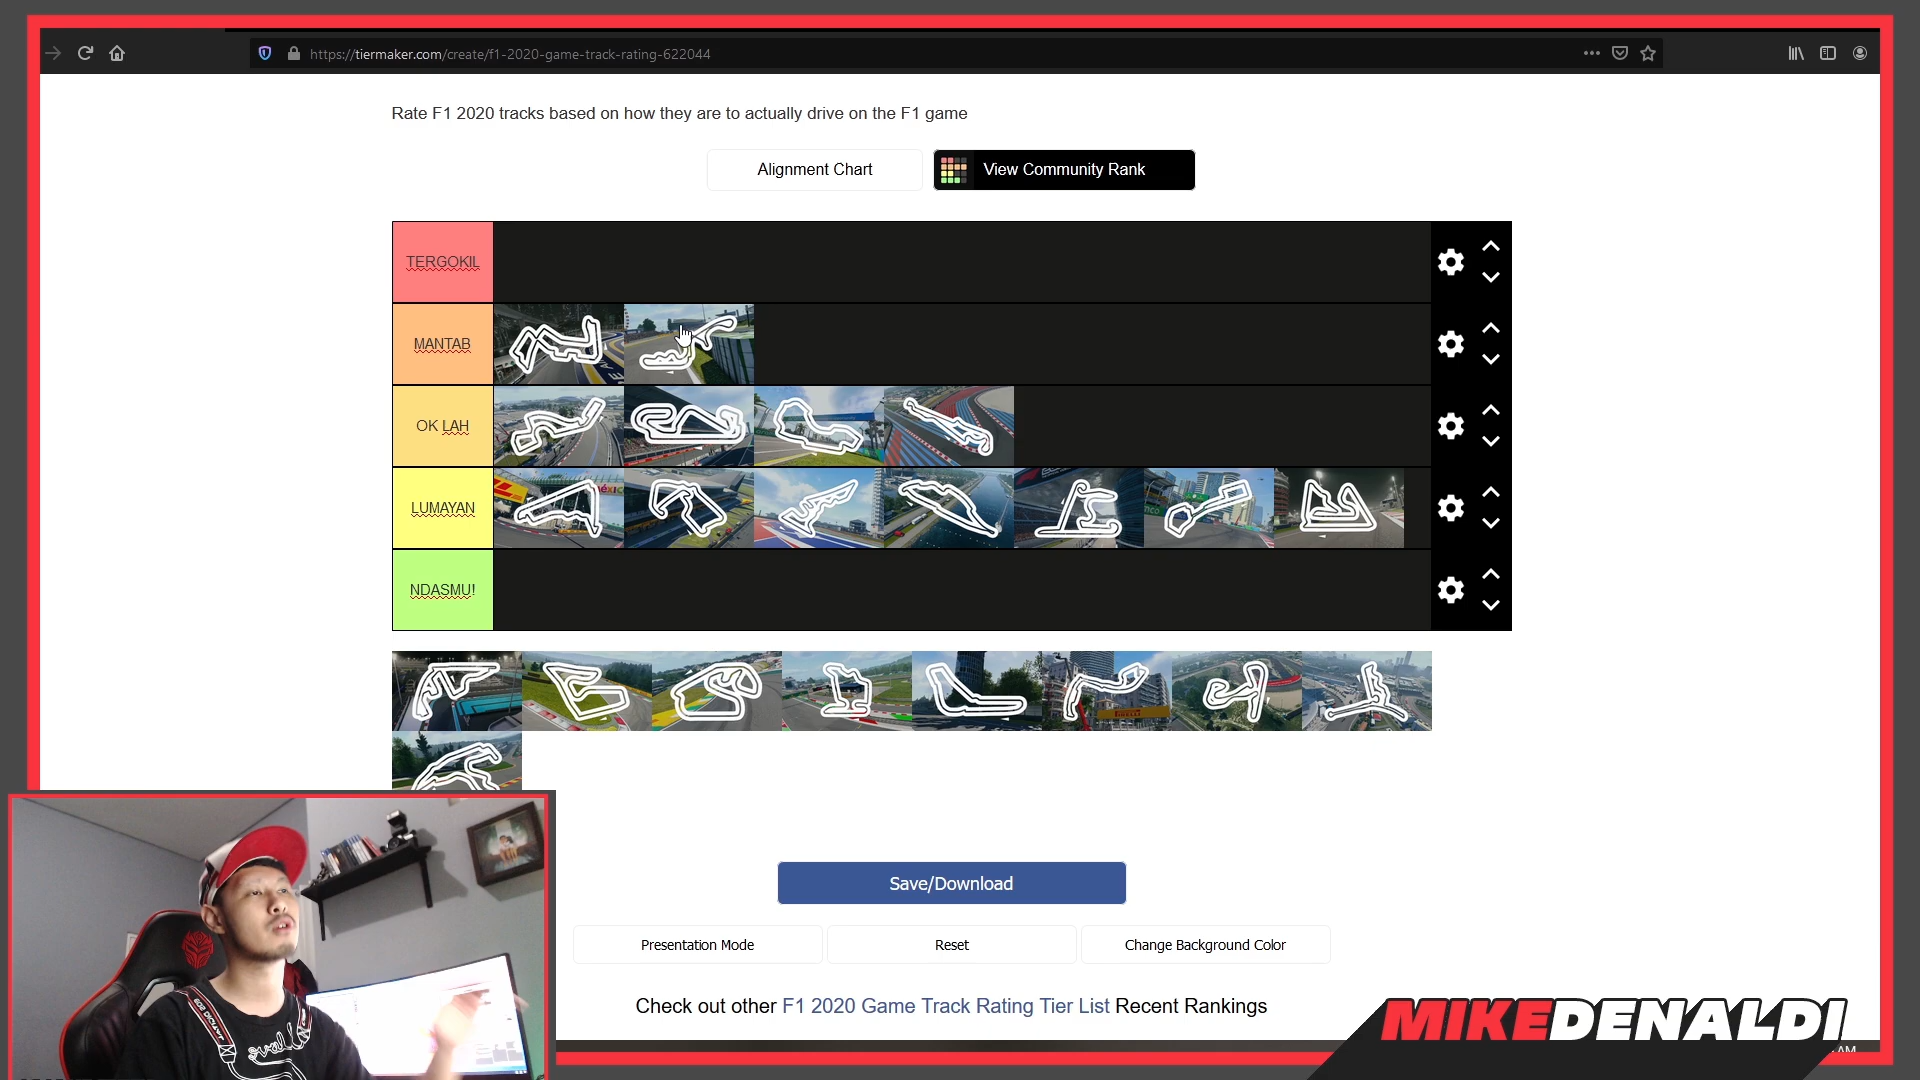 https://tiermaker.com/create/f1-2020-game-track-rating-622044
Rate F1 2020 tracks based on how they are to actually drive on the F1 game
Alignment Chart
View Community Rank
TERGOKIL
MANTAB
OK LAH
LUMAYAN
NDASMU!
Save/Download
Presentation Mode
Reset
Change Background Color
Check out other F1 2020 Game Track Rating Tier List Recent Rankings
MIKEDENALDI
AM